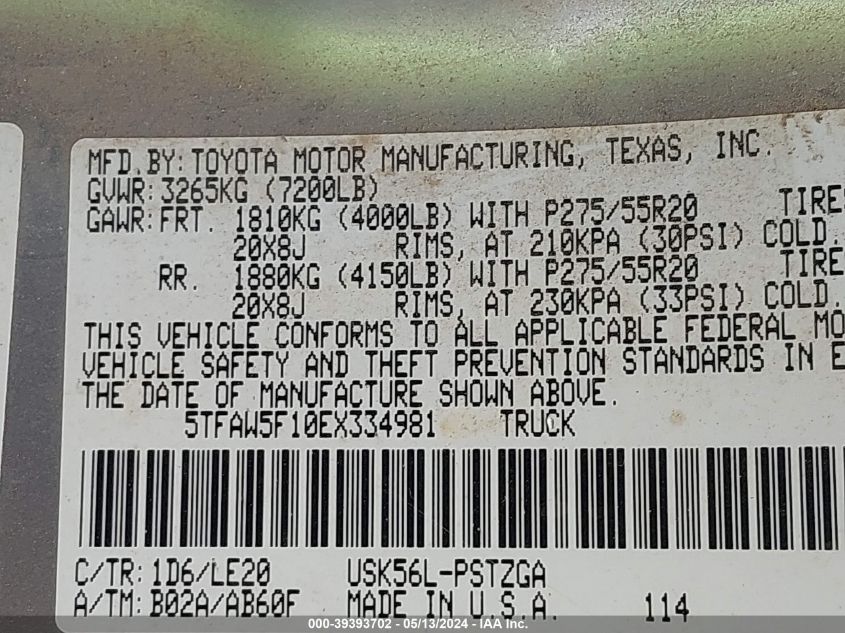 MFD.BY:TOYOTA MOTOR MANUFACTURING, TEXAS, INC.
GVWR:3265KG (7200LB)
GAWR:FRT. 1810KG (4000LB) WITH P275/55R20 TIRES
20X8J RIMS, AT 210KPA (30PSI) COLD.
RR. 1880KG (4150LB) WITH P275/55R20 TIRE
20X8J RIMS, AT 230KPA (33PSI) COLD.
THIS VEHICLE CONFORMS TO ALL APPLICABLE FEDERAL MO
VEHICLE SAFETY AND THEFT PREVENTION STANDARDS IN E
THE DATE OF MANUFACTURE SHOWN ABOVE.
5TFAW5F10EX334981 TRUCK
C/TR:1D6/LE20 USK56L-PSTZGA
A/TM:B02A/AB60F MADE IN U.S.A. 114
000-39393702 - 05/13/2024 - IAA Inc.